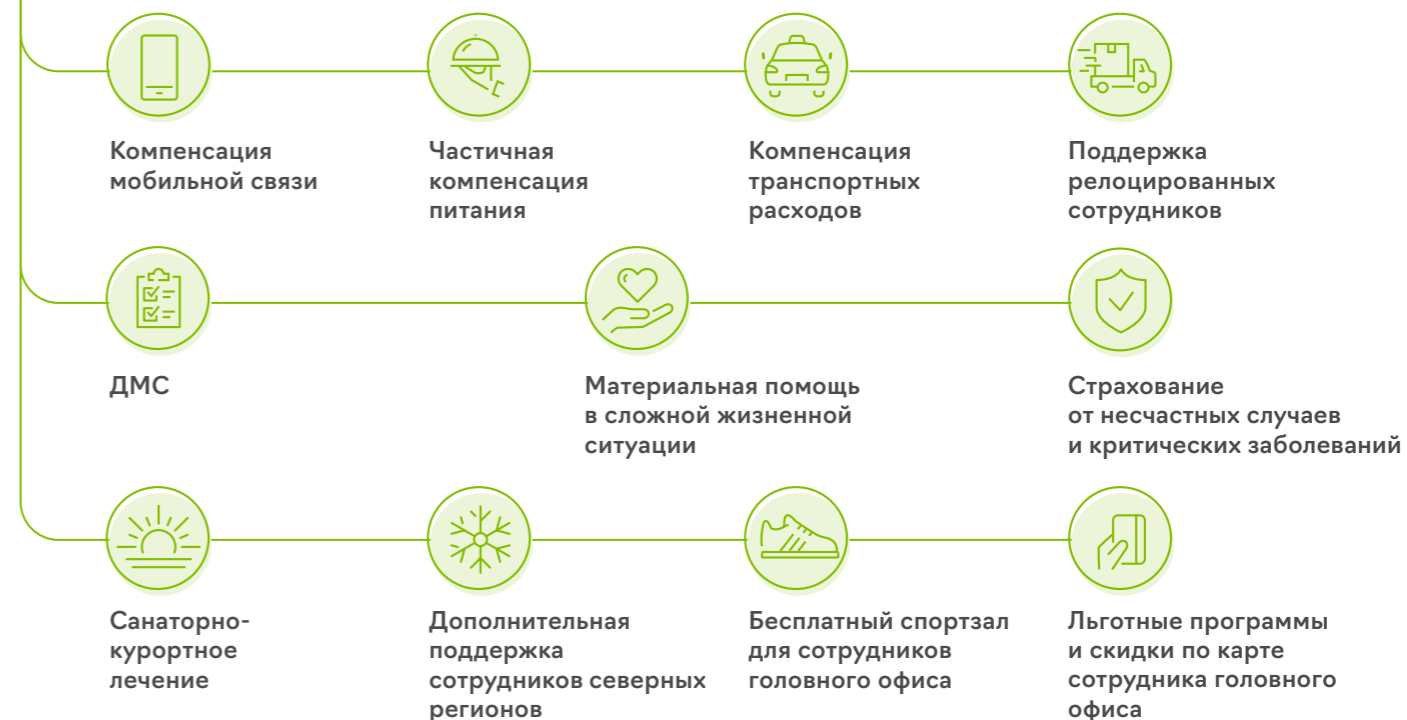 Компенсация
мобильной связи
Частичная
компенсация
питания
Компенсация
транспортных
расходов
Поддержка
релоцированных
сотрудников
ДМС
Материальная помощь
в сложной жизненной
ситуации
Страхование
от несчастных случаев
и критических заболеваний
Санаторно-
курортное
лечение
Дополнительная
поддержка
сотрудников северных
регионов
Бесплатный спортзал
для сотрудников
головного офиса
Льготные программы
и скидки по карте
сотрудника головного
офиса